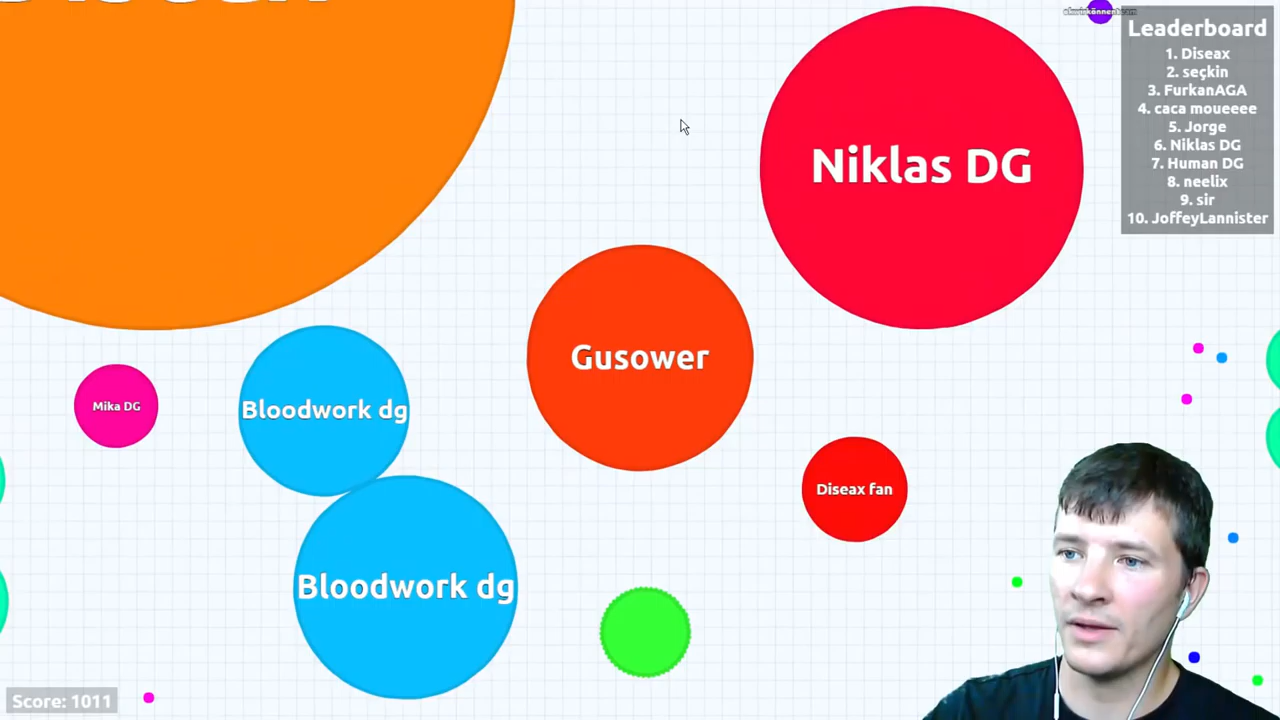 Leaderboard
1. Diseax
2. seçkin
3. FurkanAGA
4. caca moueeee
5. Jorge
6. Niklas DG
7. Human DG
8. neelix
9. sir
10. JoffeyLannister
Niklas DG
Gusower
Mika DG
Bloodwork dg
Diseax fan
Bloodwork dg
Score: 1011